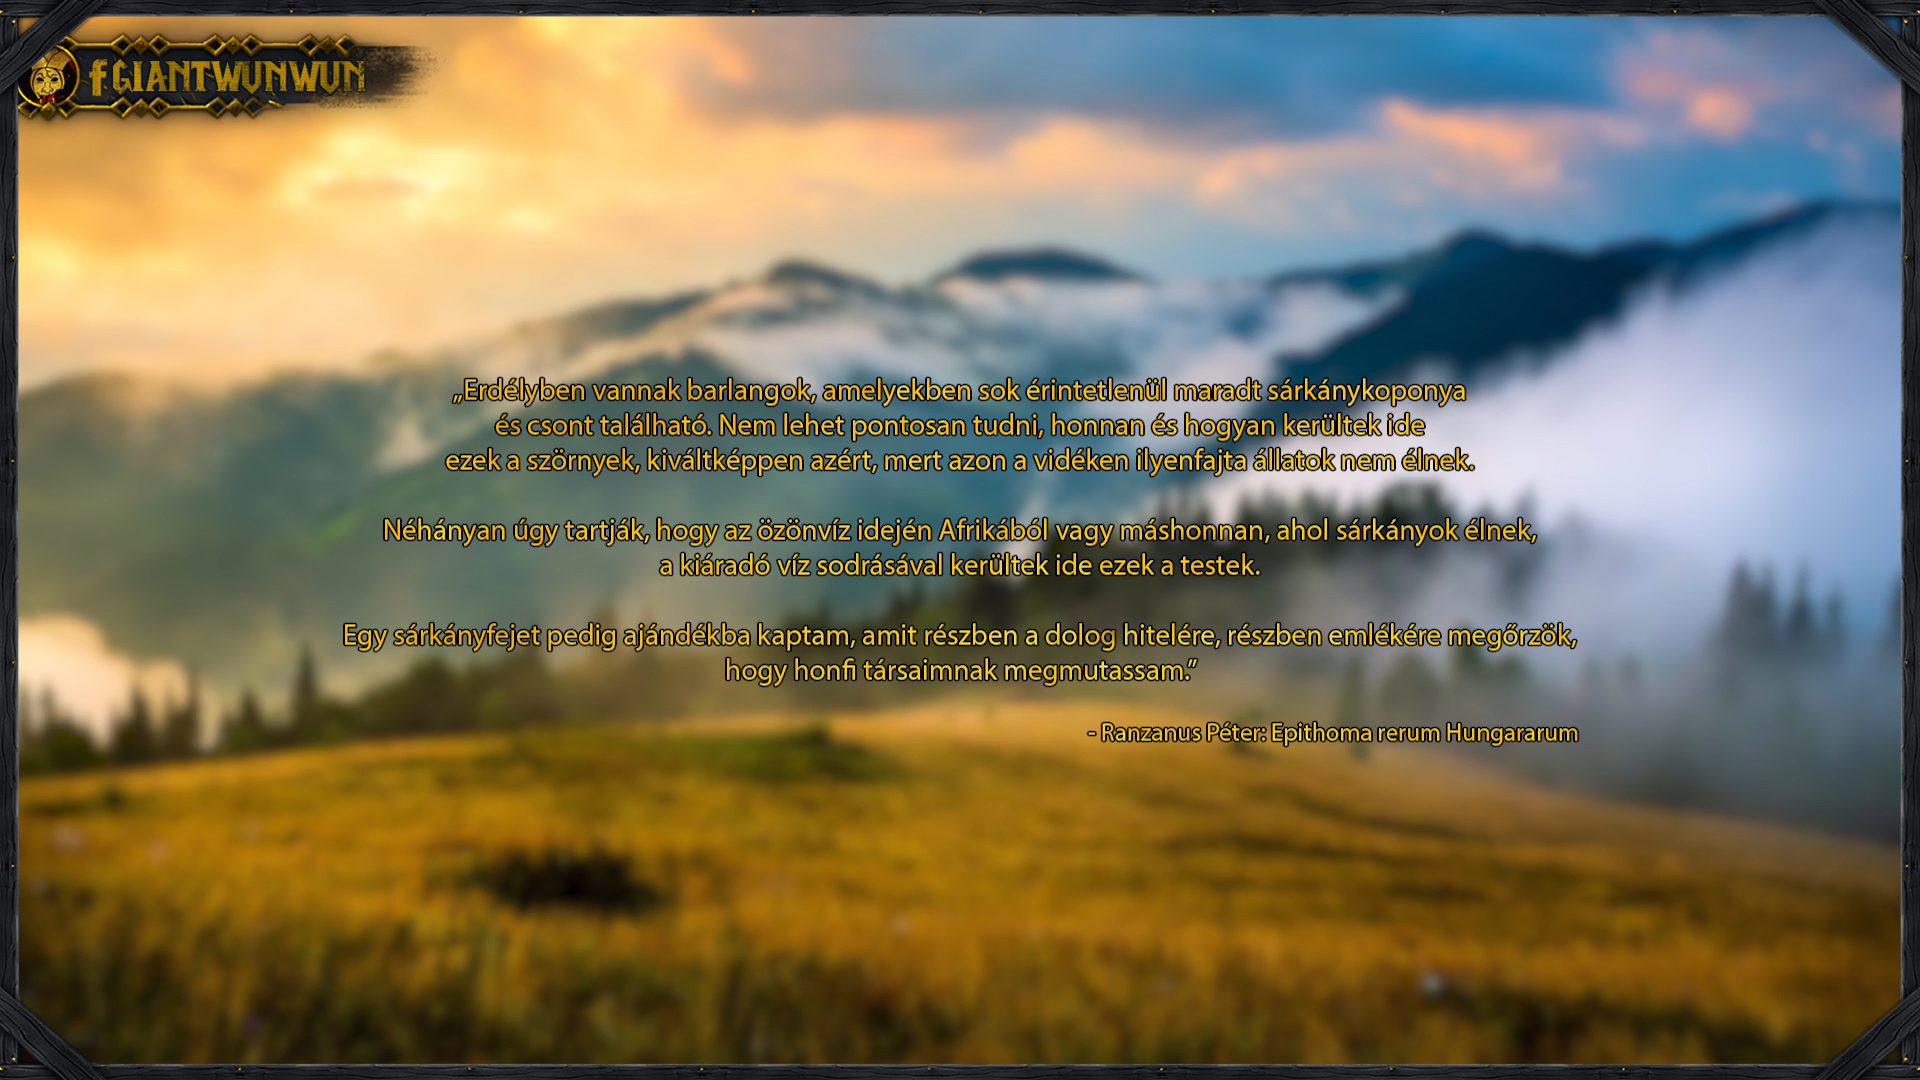 FGIANTWUNWUN
„Erdélyben vannak barlangok, amelyekben sok érintetlenül maradt sárkánykoponya
és csont található. Nem lehet pontosan tudni, honnan és hogyan kerültek ide
ezek a szörnyek, kiváltképpen azért, mert azon a vidéken ilyenfajta állatok nem élnek.
Néhányan úgy tartják, hogy az özönvíz idején Afrikából vagy máshonnan, ahol sárkányok élnek,
a kiáradó víz sodrásával kerültek ide ezek a testek.
Egy sárkányfejet pedig ajándékba kaptam, amit részben a dolog hitelére, részben emlékére megőrzök,
hogy honfi társaimnak megmutassam.”
- Ranzanus Péter: Epithoma rerum Hungararum